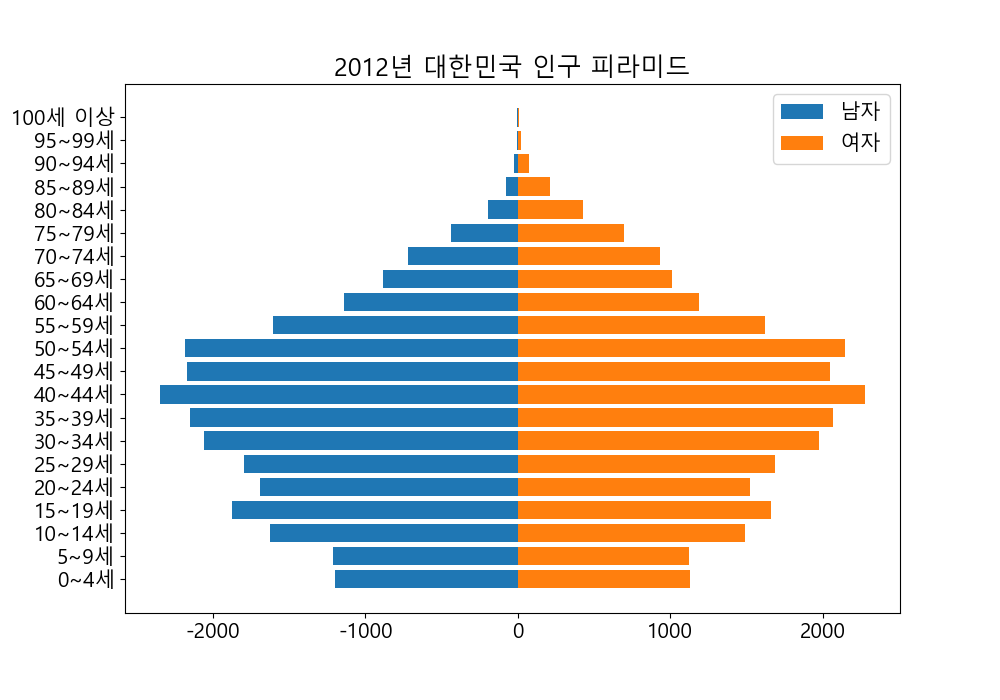 2012년 대한민국 인구 피라미드
남자
여자
100세 이상
95~99세
90~94세
85~89세
80~84세
75~79세
70~74세
65~69세
60~64세
55~59세
50~54세
45~49세
40~44세
35~39세
30~34세
25~29세
20~24세
15~19세
10~14세
5~9세
0~4세
-2000 -1000 0 1000 2000